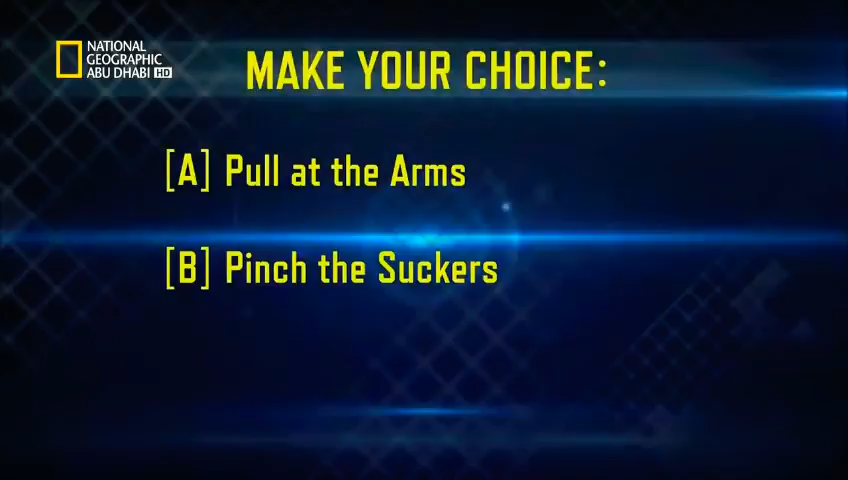 NATIONAL
GEOGRAPHIC
ABU DHABI HD
MAKE YOUR CHOICE:
[A] Pull at the Arms
[B] Pinch the Suckers